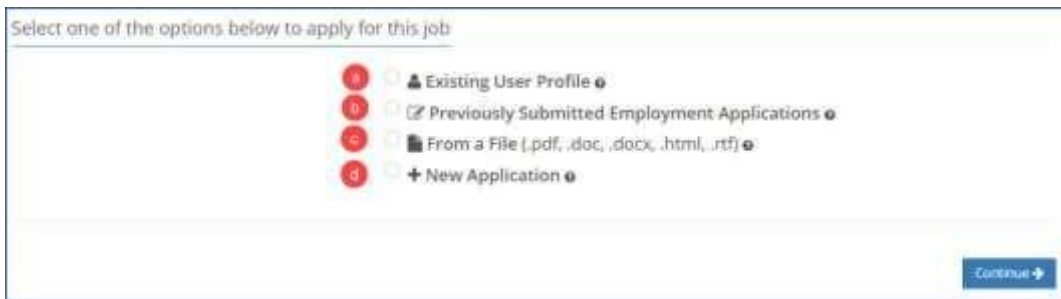 Select one of the options below to apply for this job
a Existing User Profile ?
b Previously Submitted Employment Applications ?
c From a File (.pdf, .doc, .docx, .html, .rtf) ?
d + New Application ?
Continue →